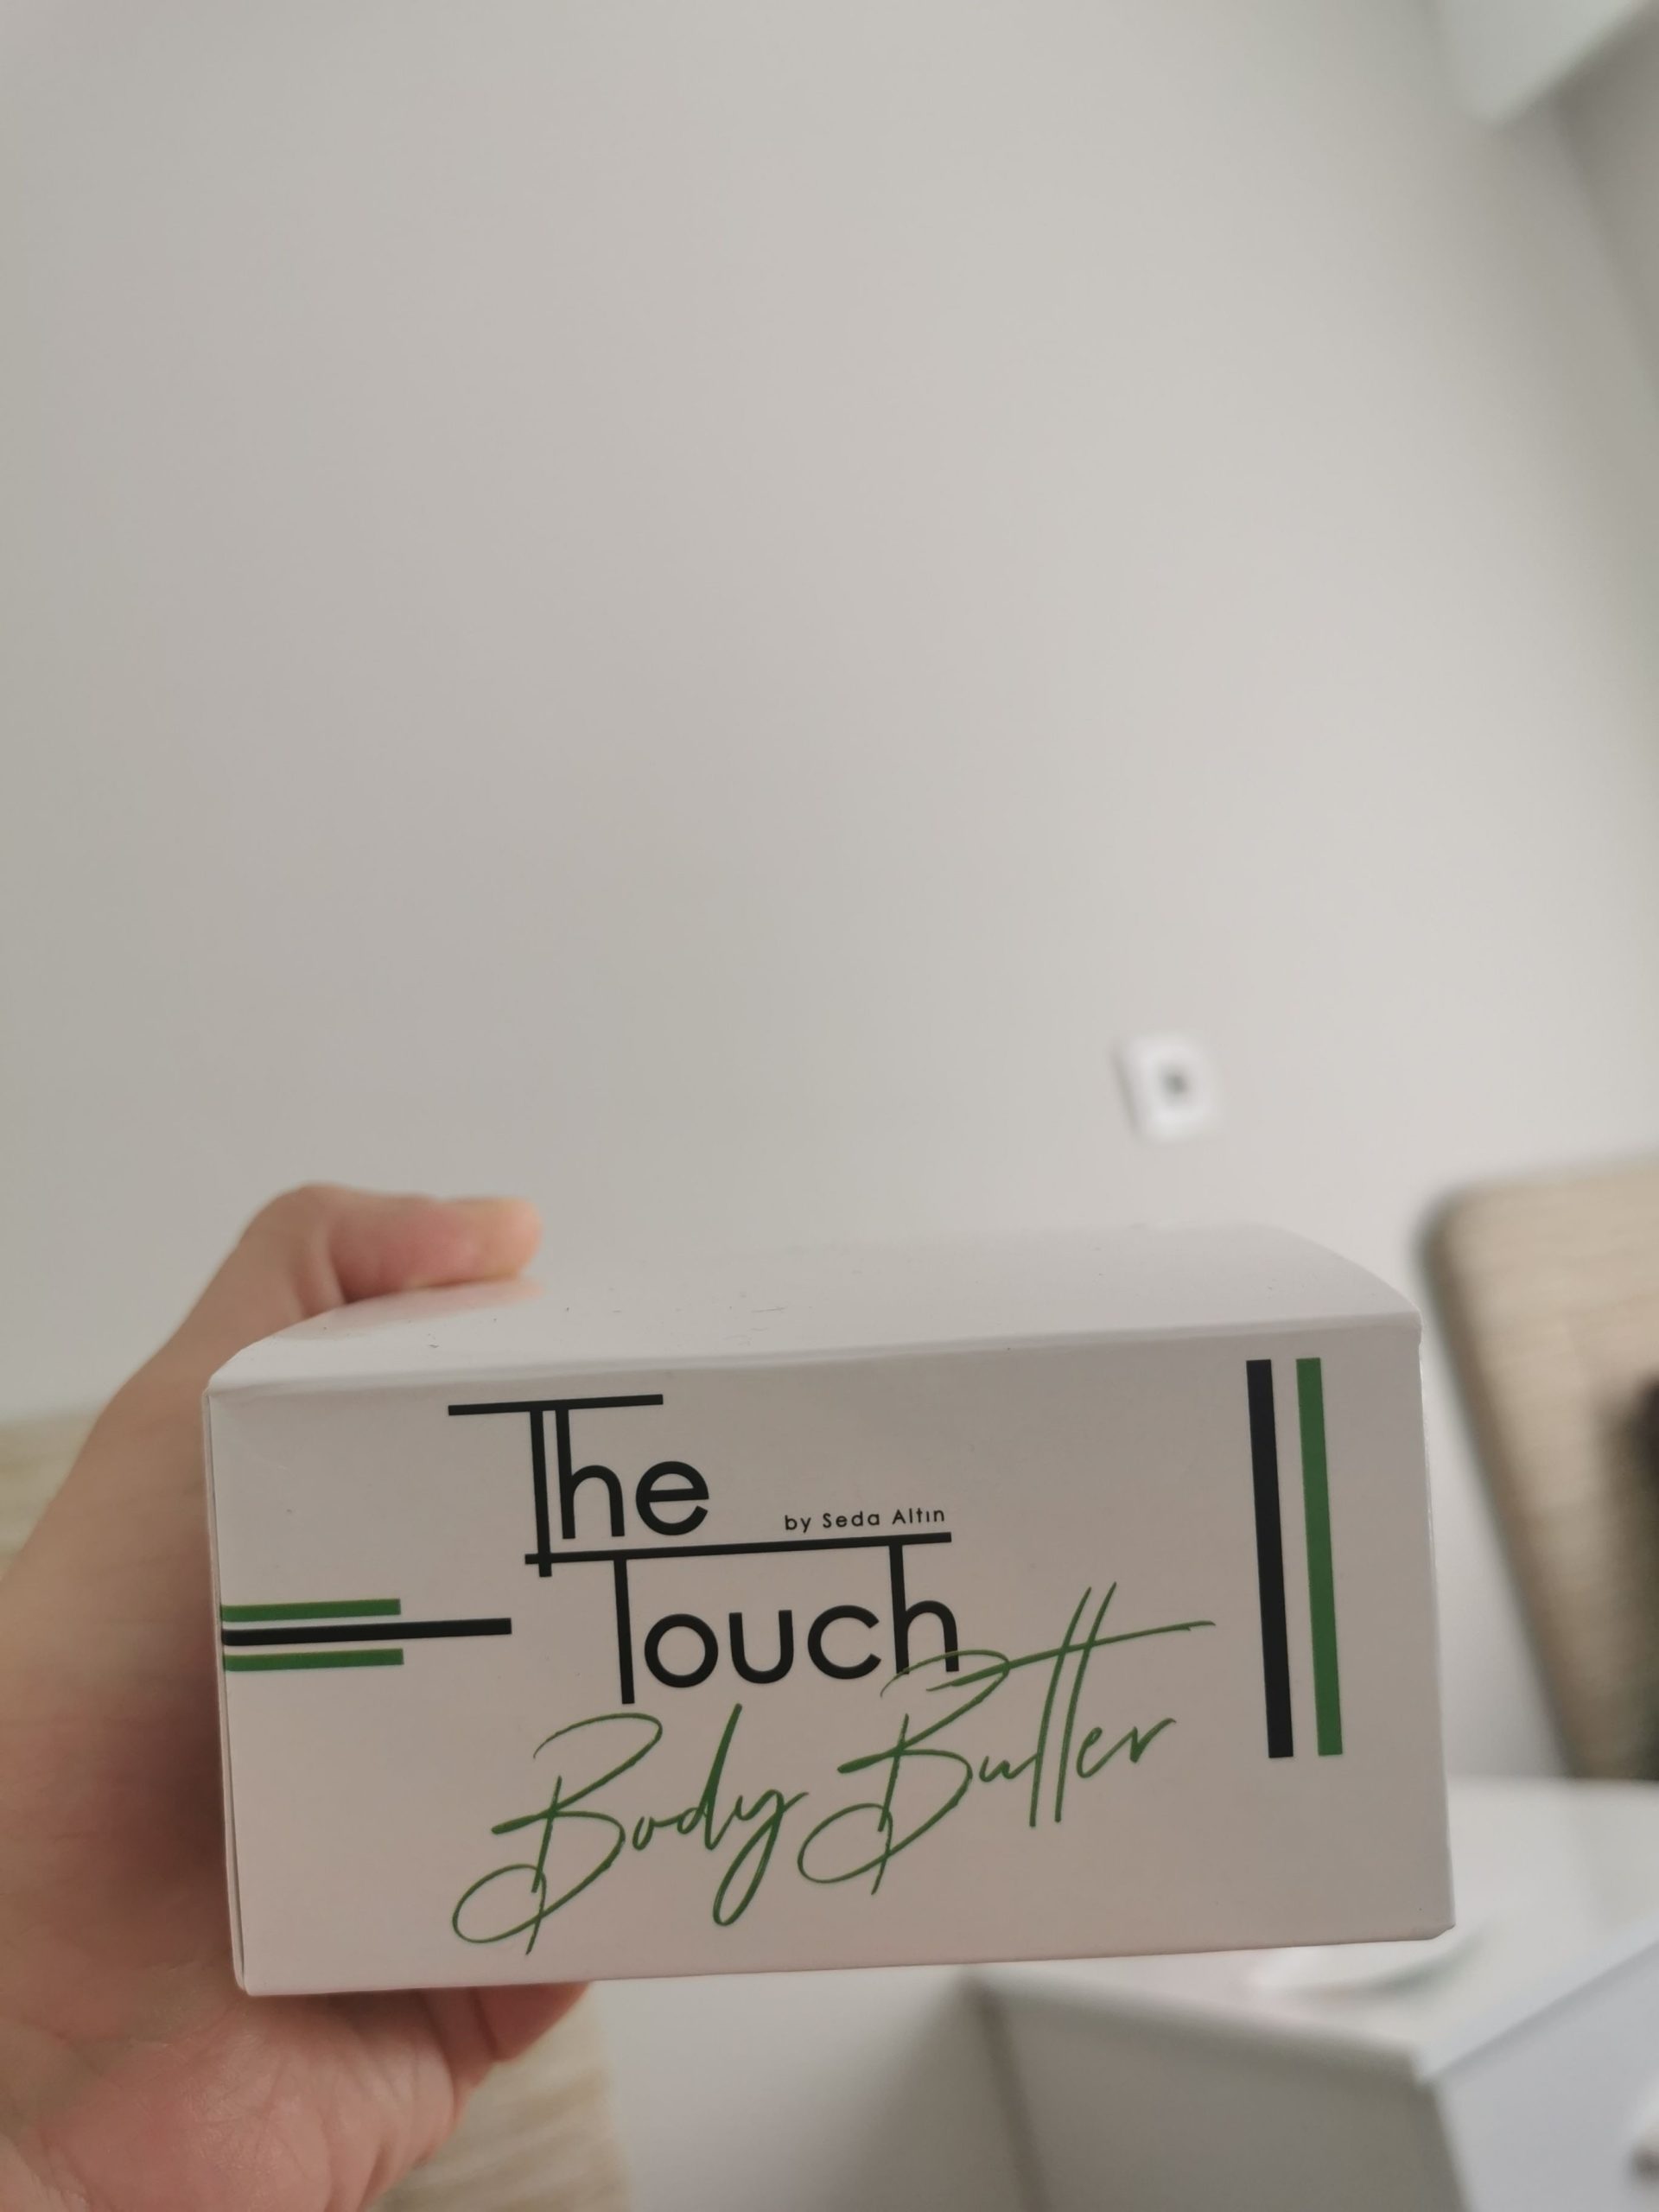 The
by Seda Altın
Touch
Body Butter